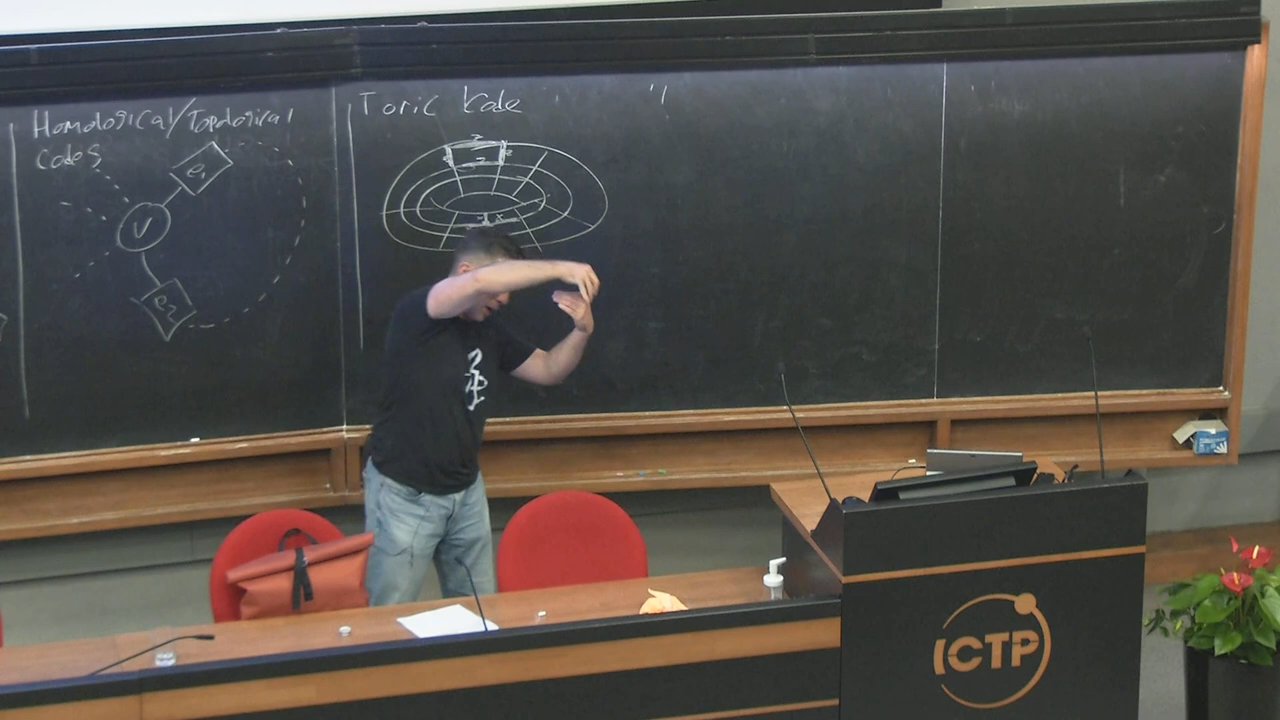 Homological/Topological
Codes
e₁
V
e₂
Toric Code
Z
Z
x
ICTP